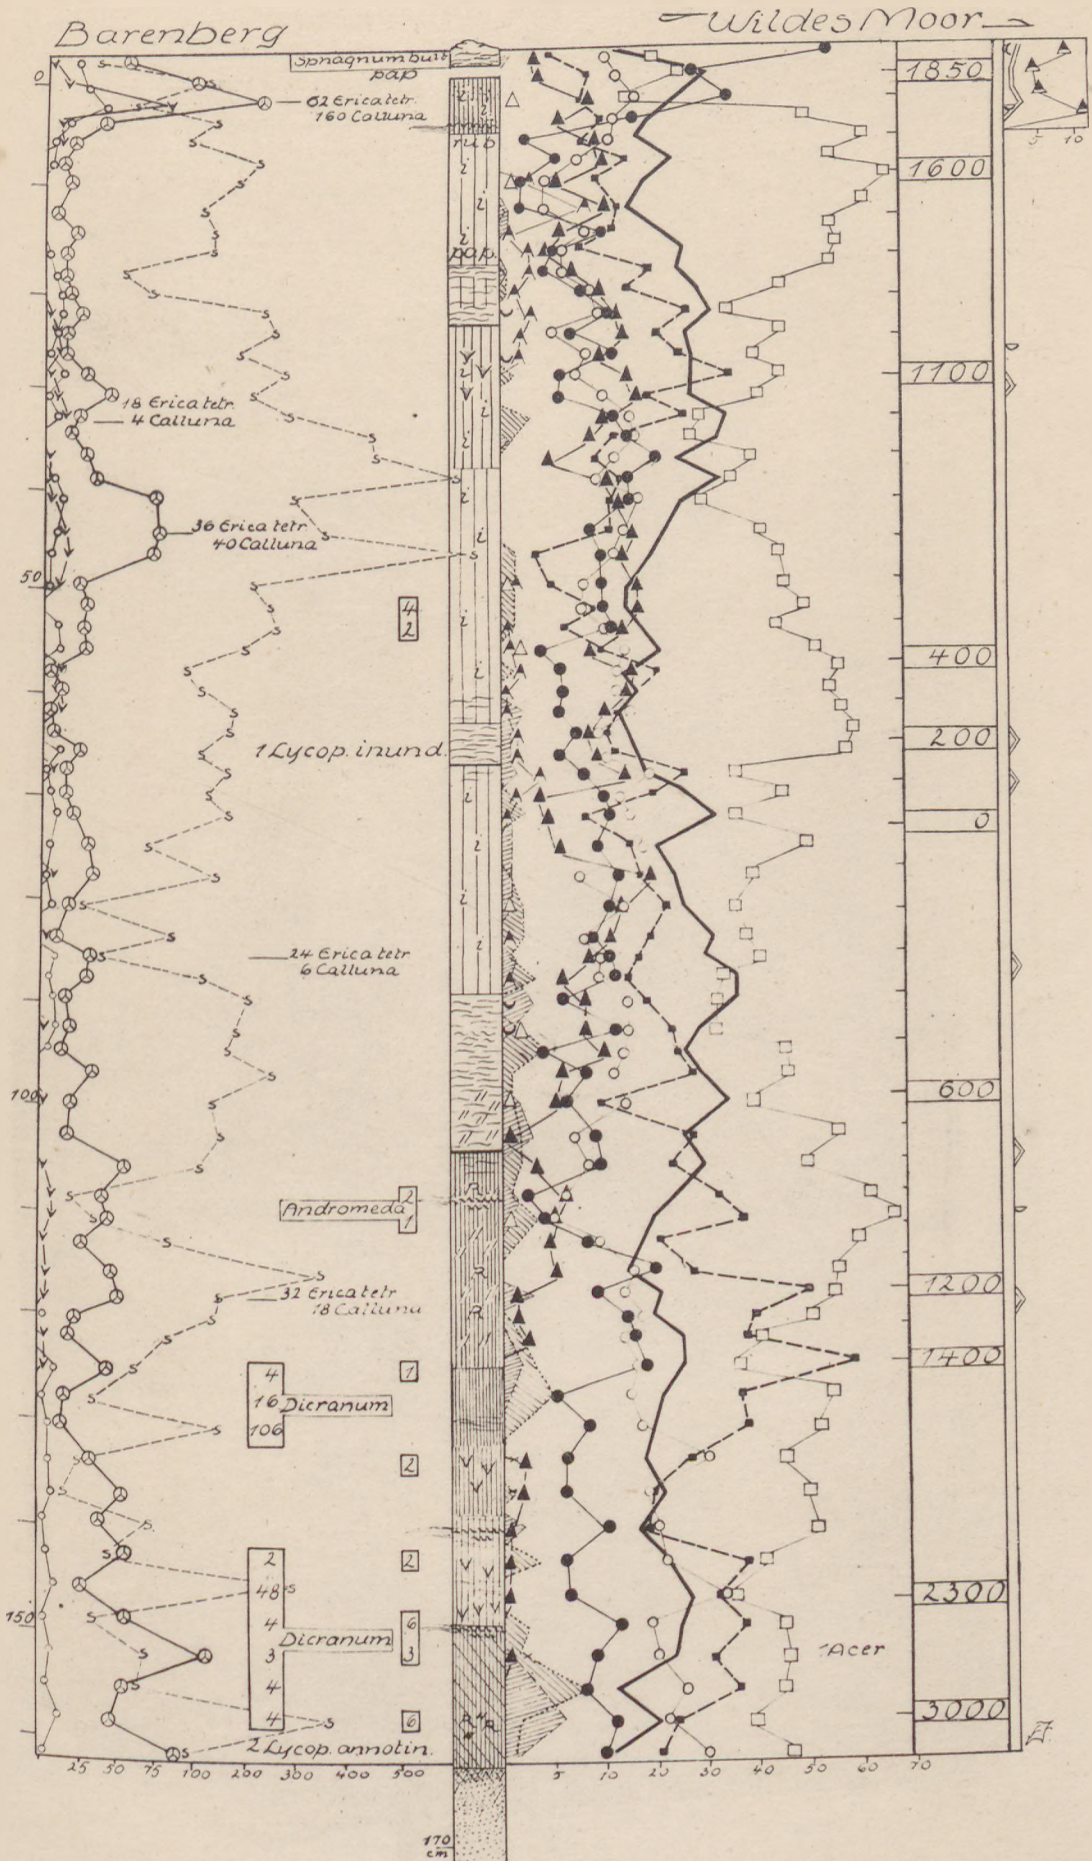 Barenberg
Wildes Moor
Sphagnumbult
pap
0
62 Erica tetr.
160 Calluna
rub
pap
18 Erica tetr.
4 Calluna
36 Erica tetr
40 Calluna
50
4
2
1 Lycop. inund.
24 Erica tetr
6 Calluna
100
Andromeda
2
1
32 Erica tetr
18 Calluna
4
16 Dicranum
106
1
2
2
48
4
3
4
4
Dicranum
2
6
3
6
150
2 Lycop. annotin.
1850
1600
1100
400
200
0
600
1200
1400
2300
3000
1 Acer
25 50 75 100 200 300 400 500
5 10 20 30 40 50 60 70
5 10
170
cm